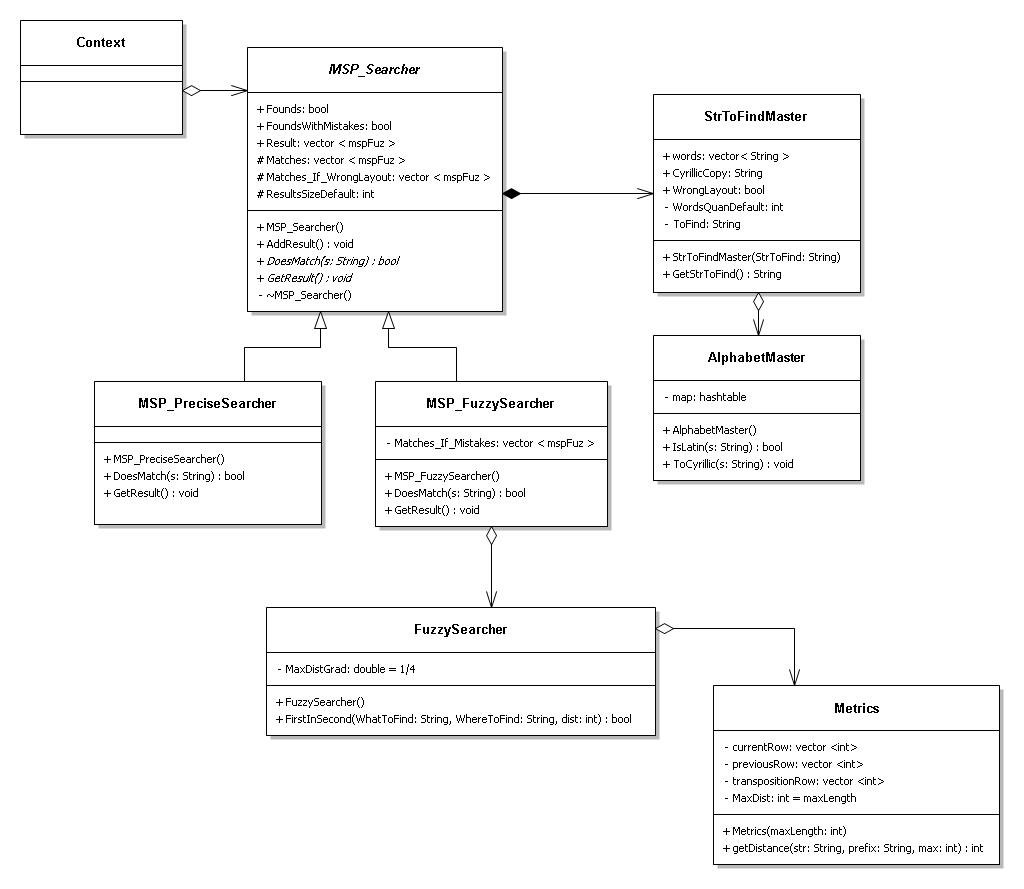 Context
MSP_Searcher
+ Founds: bool
+ FoundsWithMistakes: bool
+ Result: vector < mspFuz >
# Matches: vector < mspFuz >
# Matches_If_WrongLayout: vector < mspFuz >
# ResultsSizeDefault: int
+ MSP_Searcher()
+ AddResult() : void
+ DoesMatch(s: String) : bool
+ GetResult() : void
- ~MSP_Searcher()
StrToFindMaster
+ words: vector< String >
+ CyrillicCopy: String
+ WrongLayout: bool
- WordsQuanDefault: int
- ToFind: String
+ StrToFindMaster(StrToFind: String)
+ GetStrToFind() : String
AlphabetMaster
- map: hashtable
+ AlphabetMaster()
+ IsLatin(s: String) : bool
+ ToCyrillic(s: String) : void
MSP_PreciseSearcher
+ MSP_PreciseSearcher()
+ DoesMatch(s: String) : bool
+ GetResult() : void
MSP_FuzzySearcher
- Matches_If_Mistakes: vector < mspFuz >
+ MSP_FuzzySearcher()
+ DoesMatch(s: String) : bool
+ GetResult() : void
FuzzySearcher
- MaxDistGrad: double = 1/4
+ FuzzySearcher()
+ FirstInSecond(WhatToFind: String, WhereToFind: String, dist: int) : bool
Metrics
- currentRow: vector <int>
- previousRow: vector <int>
- transpositionRow: vector <int>
- MaxDist: int = maxLength
+ Metrics(maxLength: int)
+ getDistance(str: String, prefix: String, max: int) : int